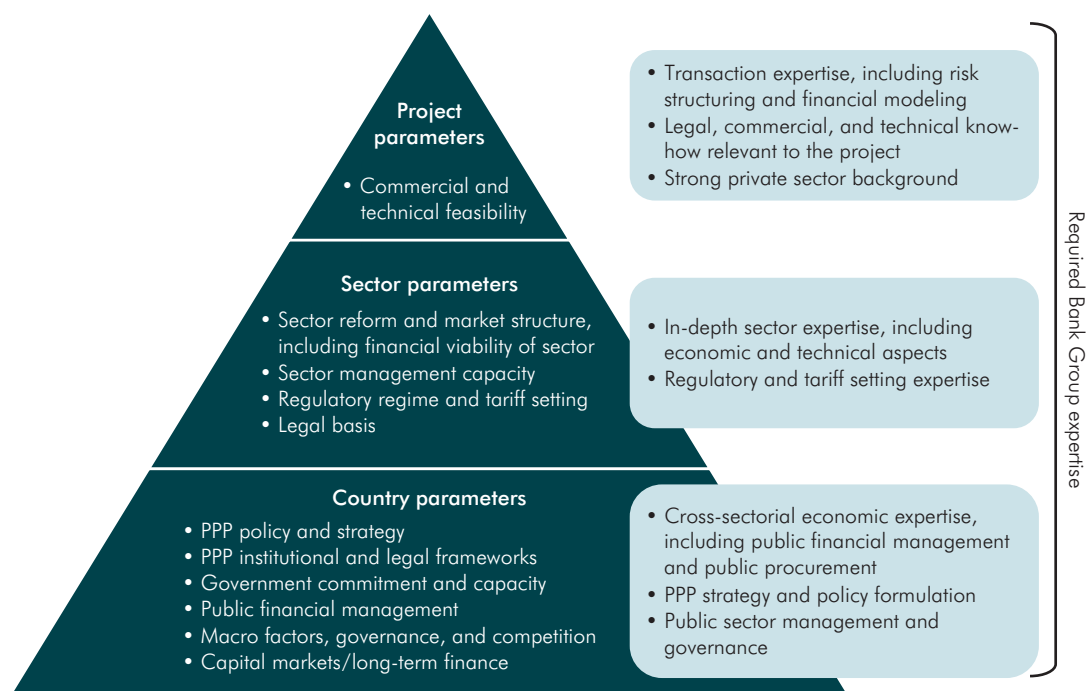 Project
parameters
• Commercial and
technical feasibility
• Transaction expertise, including risk
structuring and financial modeling
• Legal, commercial, and technical know-
how relevant to the project
• Strong private sector background
Sector parameters
• Sector reform and market structure,
including financial viability of sector
• Sector management capacity
• Regulatory regime and tariff setting
• Legal basis
• In-depth sector expertise, including
economic and technical aspects
• Regulatory and tariff setting expertise
Country parameters
• PPP policy and strategy
• PPP institutional and legal frameworks
• Government commitment and capacity
• Public financial management
• Macro factors, governance, and competition
• Capital markets/long-term finance
• Cross-sectorial economic expertise,
including public financial management
and public procurement
• PPP strategy and policy formulation
• Public sector management and
governance
Required Bank Group expertise